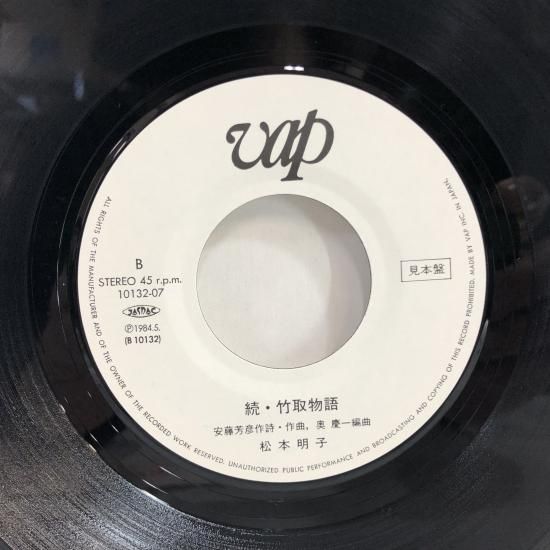 vap
B
STEREO 45 r.p.m.
10132-07
JASRAC
Ⓟ1984.5.
(B 10132)
見本盤
続・竹取物語
安藤芳彦作詩・作曲, 奥 慶一編曲
松本明子
ALL RIGHTS OF THE MANUFACTURER AND OF THE OWNER OF THE RECORDED WORK RESERVED. UNAUTHORIZED PUBLIC PERFORMANCE AND BROADCASTING AND COPYING OF THIS RECORD PROHIBITED. MADE BY VAP INC. IN JAPAN.